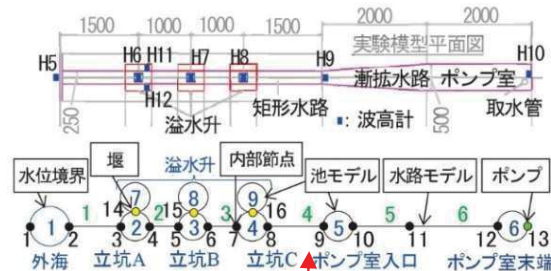 1500 1000 1000 1500 2000 2000
実験模型平面図
H5 H6 H11 H7 H8 H9 H10
漸拡水路 ポンプ室
250 H12 矩形水路 500 取水管
溢水升 ■: 波高計
水位境界 堰 溢水升 内部節点 池モデル 水路モデル ポンプ
7 8 9
1 1 2 14 3 2 4 2 15 5 3 6 3 7 4 16 4 9 5 10 5 11 6 12 6 13
外海 立坑A 立坑B 立坑C ポンプ室入口 ポンプ室末端